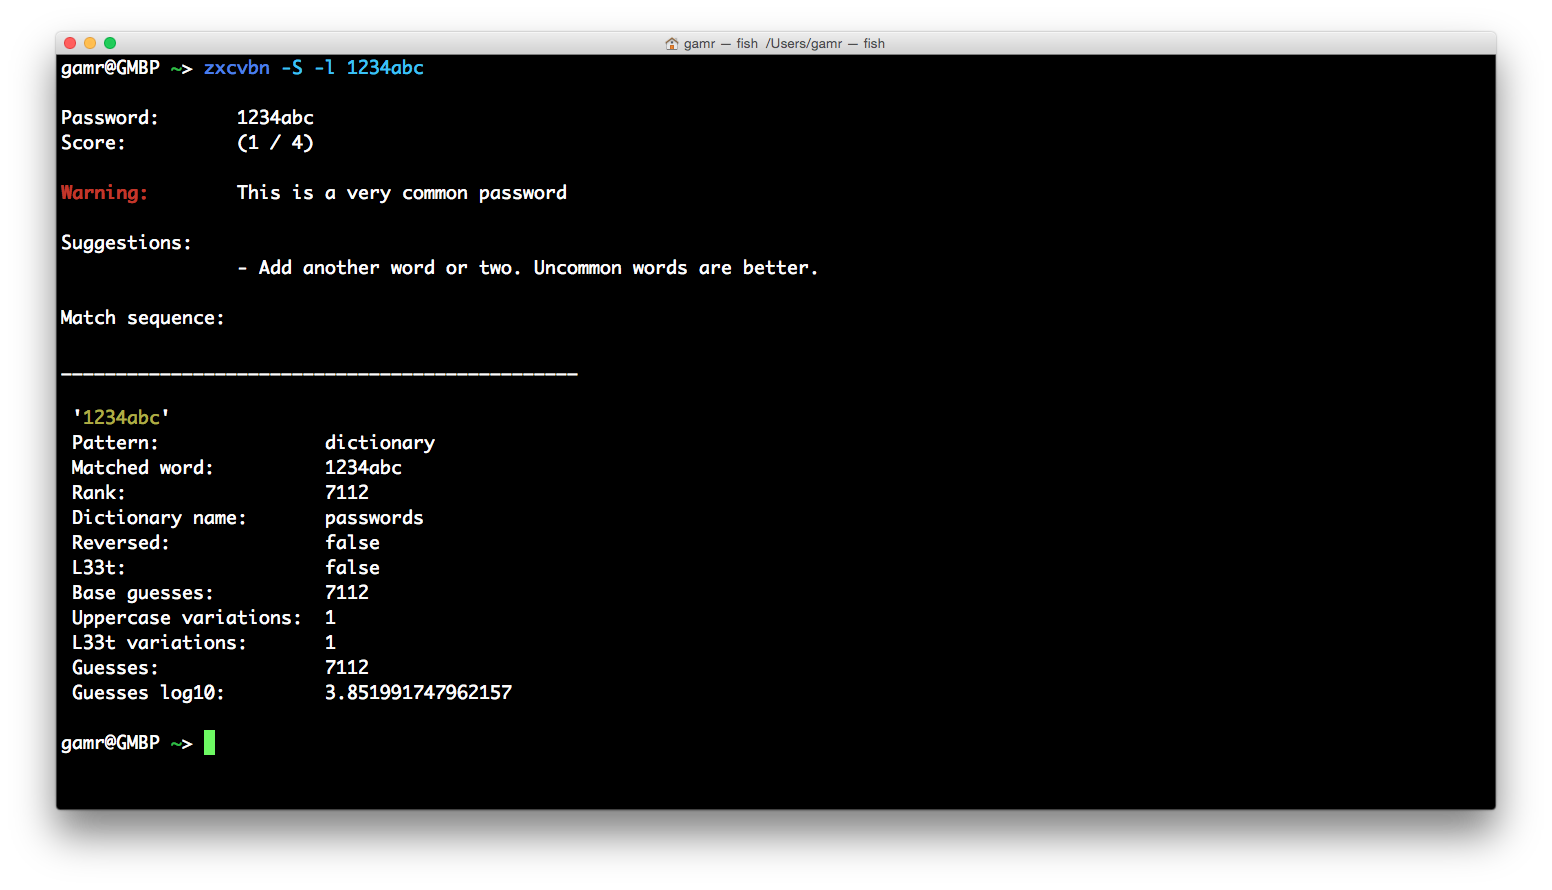 gamr — fish /Users/gamr — fish
gamr@GMBP ~> zxcvbn -S -l 1234abc
Password: 1234abc
Score: (1 / 4)
Warning: This is a very common password
Suggestions:
- Add another word or two. Uncommon words are better.
Match sequence:
_______________________________________________
'1234abc'
Pattern: dictionary
Matched word: 1234abc
Rank: 7112
Dictionary name: passwords
Reversed: false
L33t: false
Base guesses: 7112
Uppercase variations: 1
L33t variations: 1
Guesses: 7112
Guesses log10: 3.851991747962157
gamr@GMBP ~>